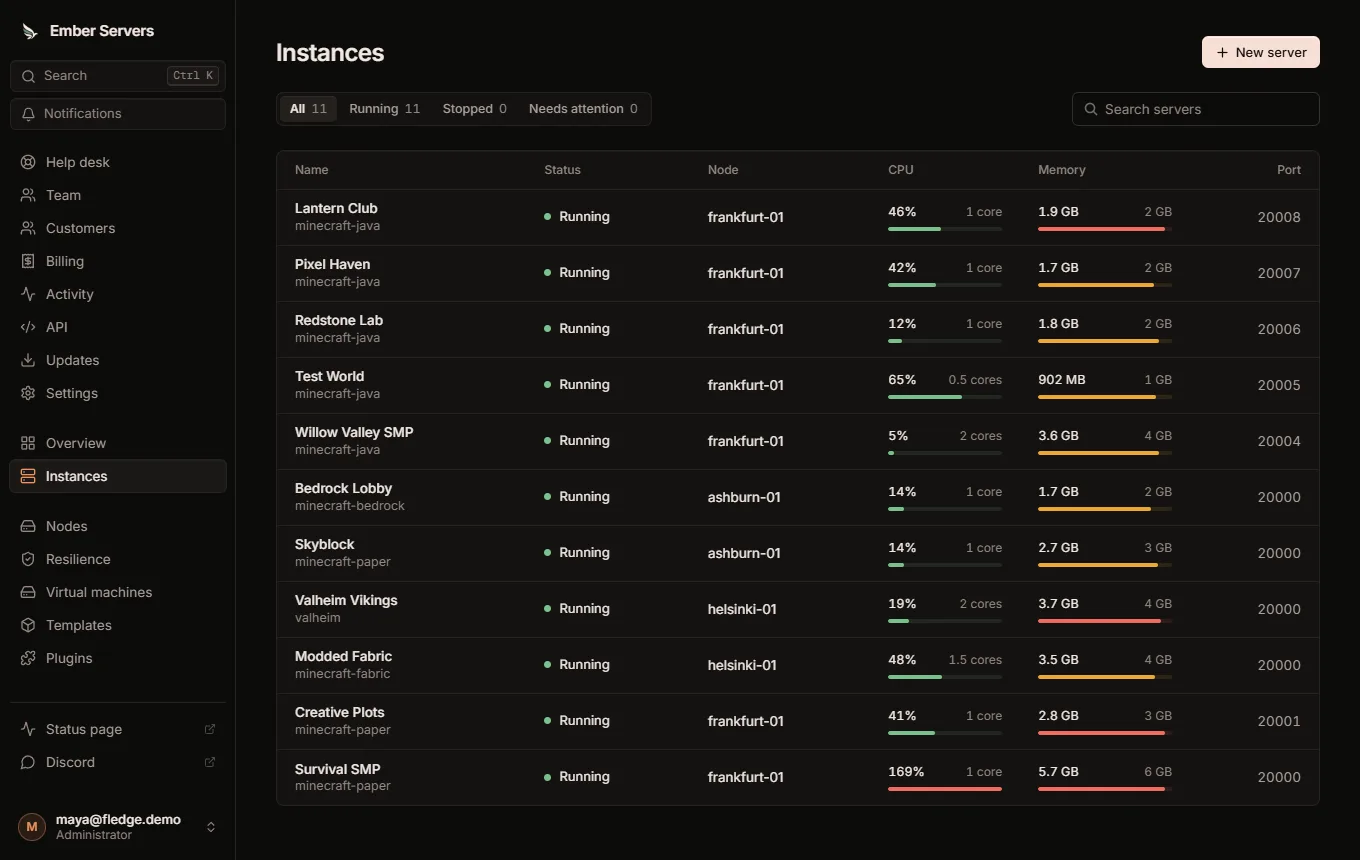 Ember Servers
Search Ctrl K
Notifications
Help desk
Team
Customers
Billing
Activity
API
Updates
Settings
Overview
Instances
Nodes
Resilience
Virtual machines
Templates
Plugins
Status page
Discord
M
maya@fledge.demo
Administrator
Instances
+ New server
All 11 Running 11 Stopped 0 Needs attention 0
Search servers
Name Status Node CPU Memory Port
Lantern Club
minecraft-java
Running frankfurt-01 46% 1 core 1.9 GB 2 GB 20008
Pixel Haven
minecraft-java
Running frankfurt-01 42% 1 core 1.7 GB 2 GB 20007
Redstone Lab
minecraft-java
Running frankfurt-01 12% 1 core 1.8 GB 2 GB 20006
Test World
minecraft-java
Running frankfurt-01 65% 0.5 cores 902 MB 1 GB 20005
Willow Valley SMP
minecraft-java
Running frankfurt-01 5% 2 cores 3.6 GB 4 GB 20004
Bedrock Lobby
minecraft-bedrock
Running ashburn-01 14% 1 core 1.7 GB 2 GB 20000
Skyblock
minecraft-paper
Running ashburn-01 14% 1 core 2.7 GB 3 GB 20000
Valheim Vikings
valheim
Running helsinki-01 19% 2 cores 3.7 GB 4 GB 20000
Modded Fabric
minecraft-fabric
Running helsinki-01 48% 1.5 cores 3.5 GB 4 GB 20000
Creative Plots
minecraft-paper
Running frankfurt-01 41% 1 core 2.8 GB 3 GB 20001
Survival SMP
minecraft-paper
Running frankfurt-01 169% 1 core 5.7 GB 6 GB 20000